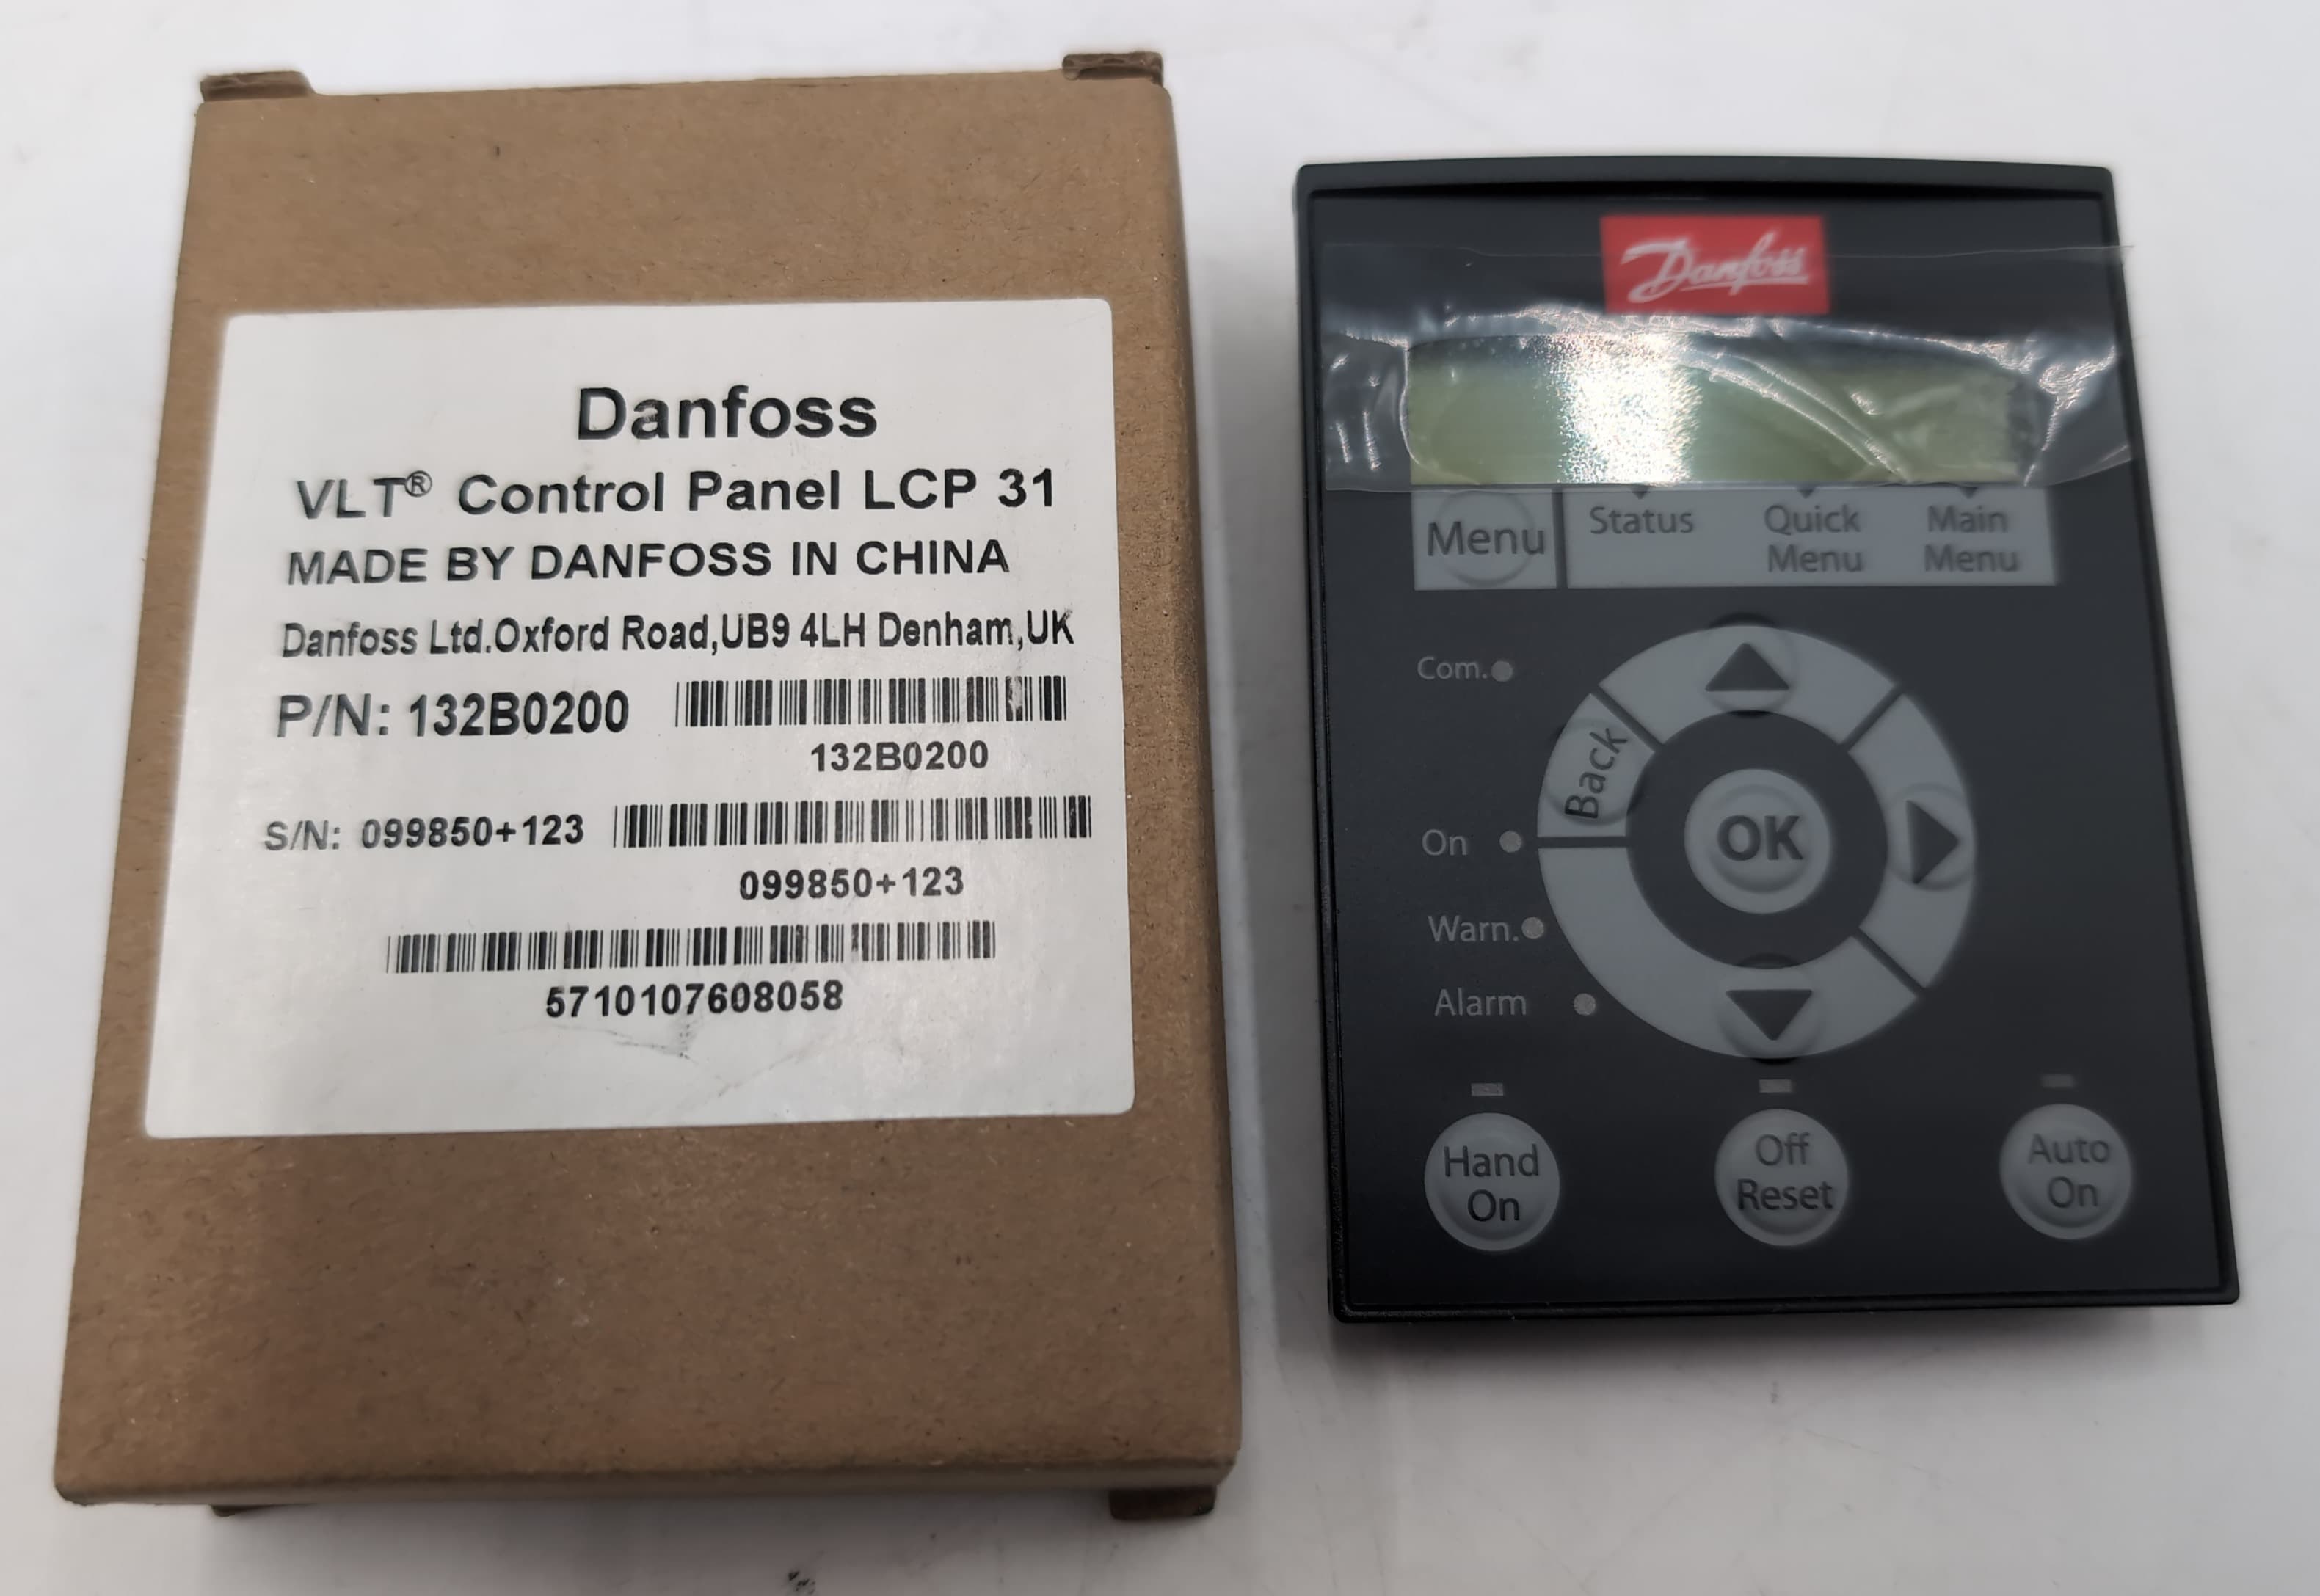 Danfoss
VLT® Control Panel LCP 31
MADE BY DANFOSS IN CHINA
Danfoss Ltd.Oxford Road,UB9 4LH Denham,UK
P/N: 132B0200
132B0200
S/N: 099850+123
099850+123
5710107608058
Danfoss
Menu
Status
Quick
Menu
Main
Menu
Com.
Back
OK
On
Warn.
Alarm
Hand
On
Off
Reset
Auto
On